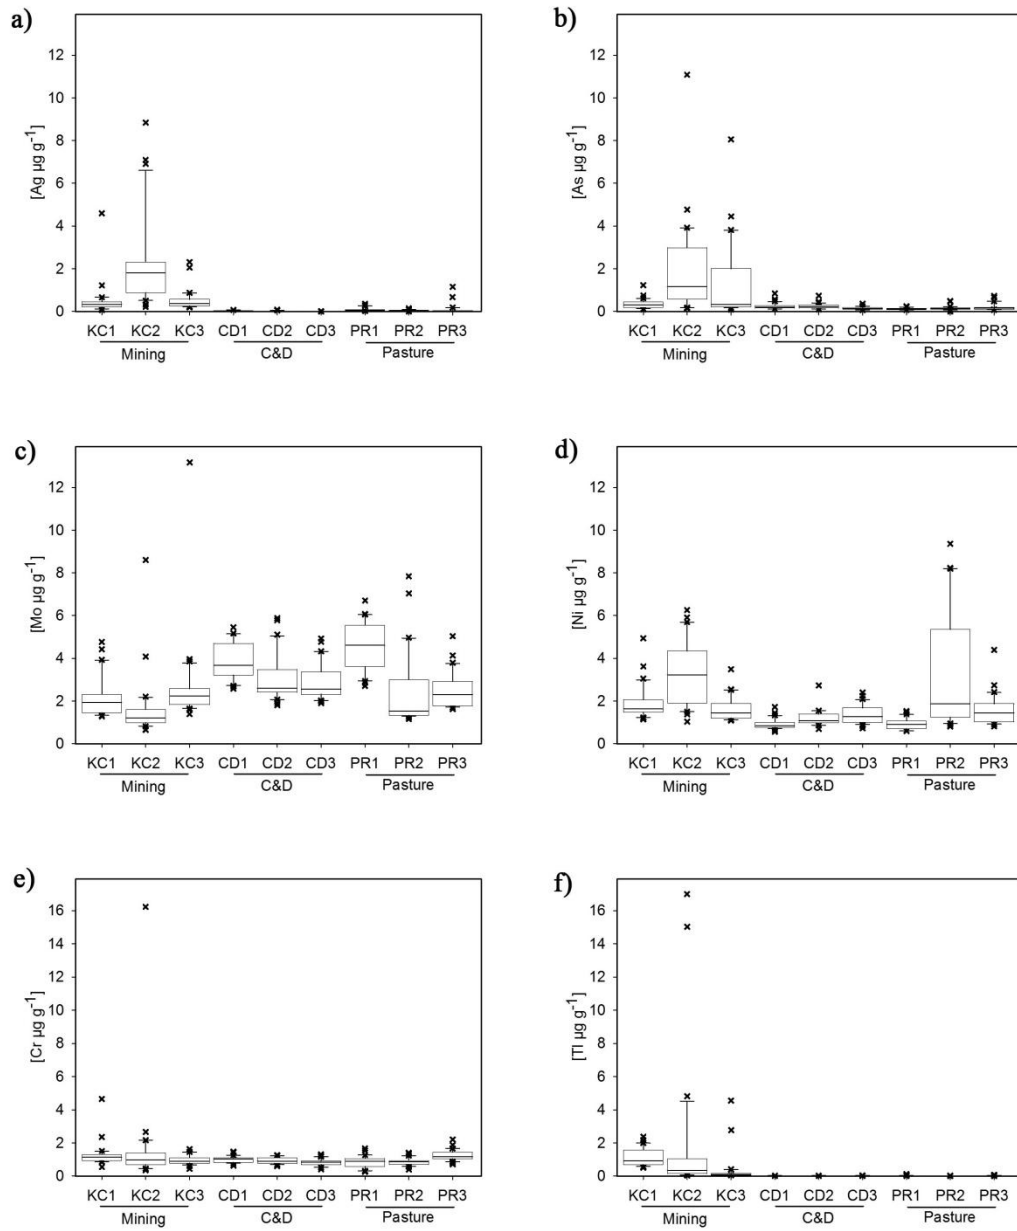 a)
[Ag µg g⁻¹]
12
10
8
6
4
2
0
KC1 KC2 KC3 CD1 CD2 CD3 PR1 PR2 PR3
Mining C&D Pasture
b)
[As µg g⁻¹]
12
10
8
6
4
2
0
KC1 KC2 KC3 CD1 CD2 CD3 PR1 PR2 PR3
Mining C&D Pasture
c)
[Mo µg g⁻¹]
12
10
8
6
4
2
0
KC1 KC2 KC3 CD1 CD2 CD3 PR1 PR2 PR3
Mining C&D Pasture
d)
[Ni µg g⁻¹]
12
10
8
6
4
2
0
KC1 KC2 KC3 CD1 CD2 CD3 PR1 PR2 PR3
Mining C&D Pasture
e)
[Cr µg g⁻¹]
16
14
12
10
8
6
4
2
0
KC1 KC2 KC3 CD1 CD2 CD3 PR1 PR2 PR3
Mining C&D Pasture
f)
[Tl µg g⁻¹]
16
14
12
10
8
6
4
2
0
KC1 KC2 KC3 CD1 CD2 CD3 PR1 PR2 PR3
Mining C&D Pasture